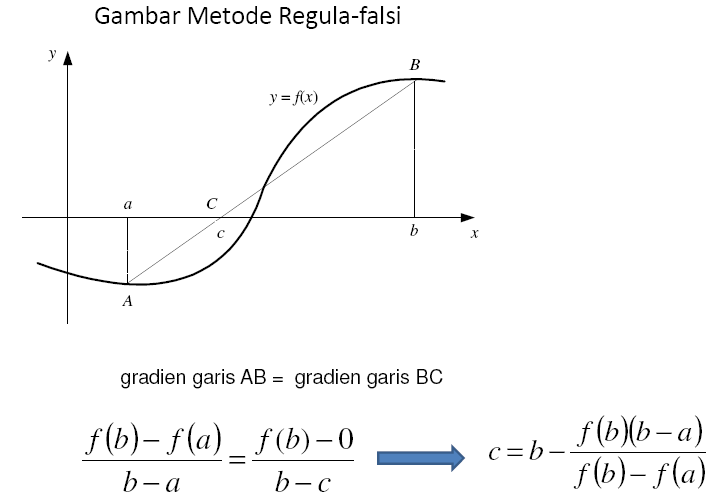 Gambar Metode Regula-falsi
y
B
y = f(x)
a
C
c
b
x
A
gradien garis AB = gradien garis BC
f(b) − f(a) / b − a = f(b) − 0 / b − c
c = b − f(b)(b − a) / f(b) − f(a)